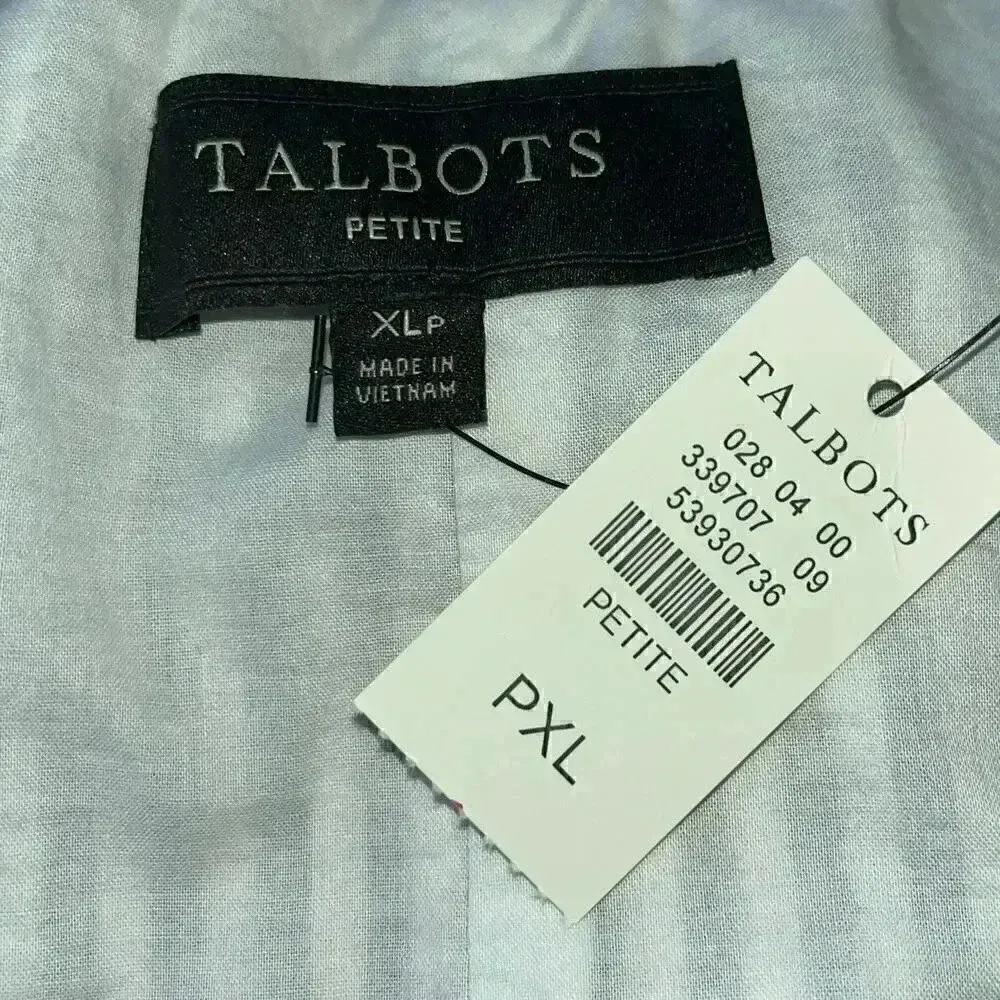 TALBOTS
PETITE
XLP
MADE IN
VIETNAM
TALBOTS
028 04 00
339707 09
53930736
PETITE
PXL